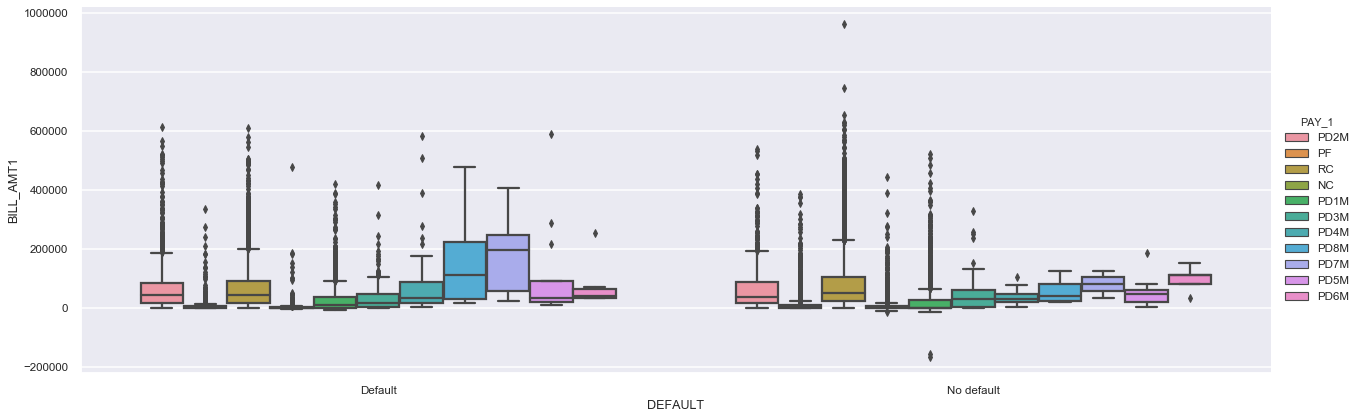 1000000
800000
600000
400000
200000
0
−200000
BILL_AMT1
Default
No default
DEFAULT
PAY_1
PD2M
PF
RC
NC
PD1M
PD3M
PD4M
PD8M
PD7M
PD5M
PD6M